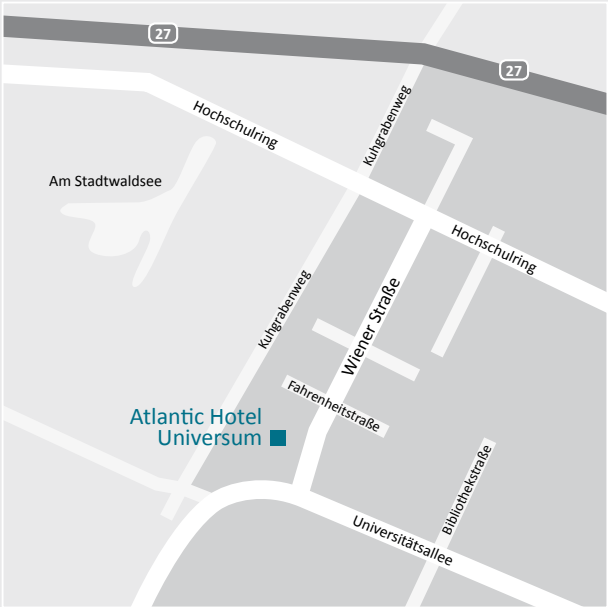 27
27
Hochschulring
Kuhgrabenweg
Am Stadtwaldsee
Hochschulring
Kuhgrabenweg
Wiener Straße
Fahrenheitstraße
Atlantic Hotel
Universum
Bibliothekstraße
Universitätsallee